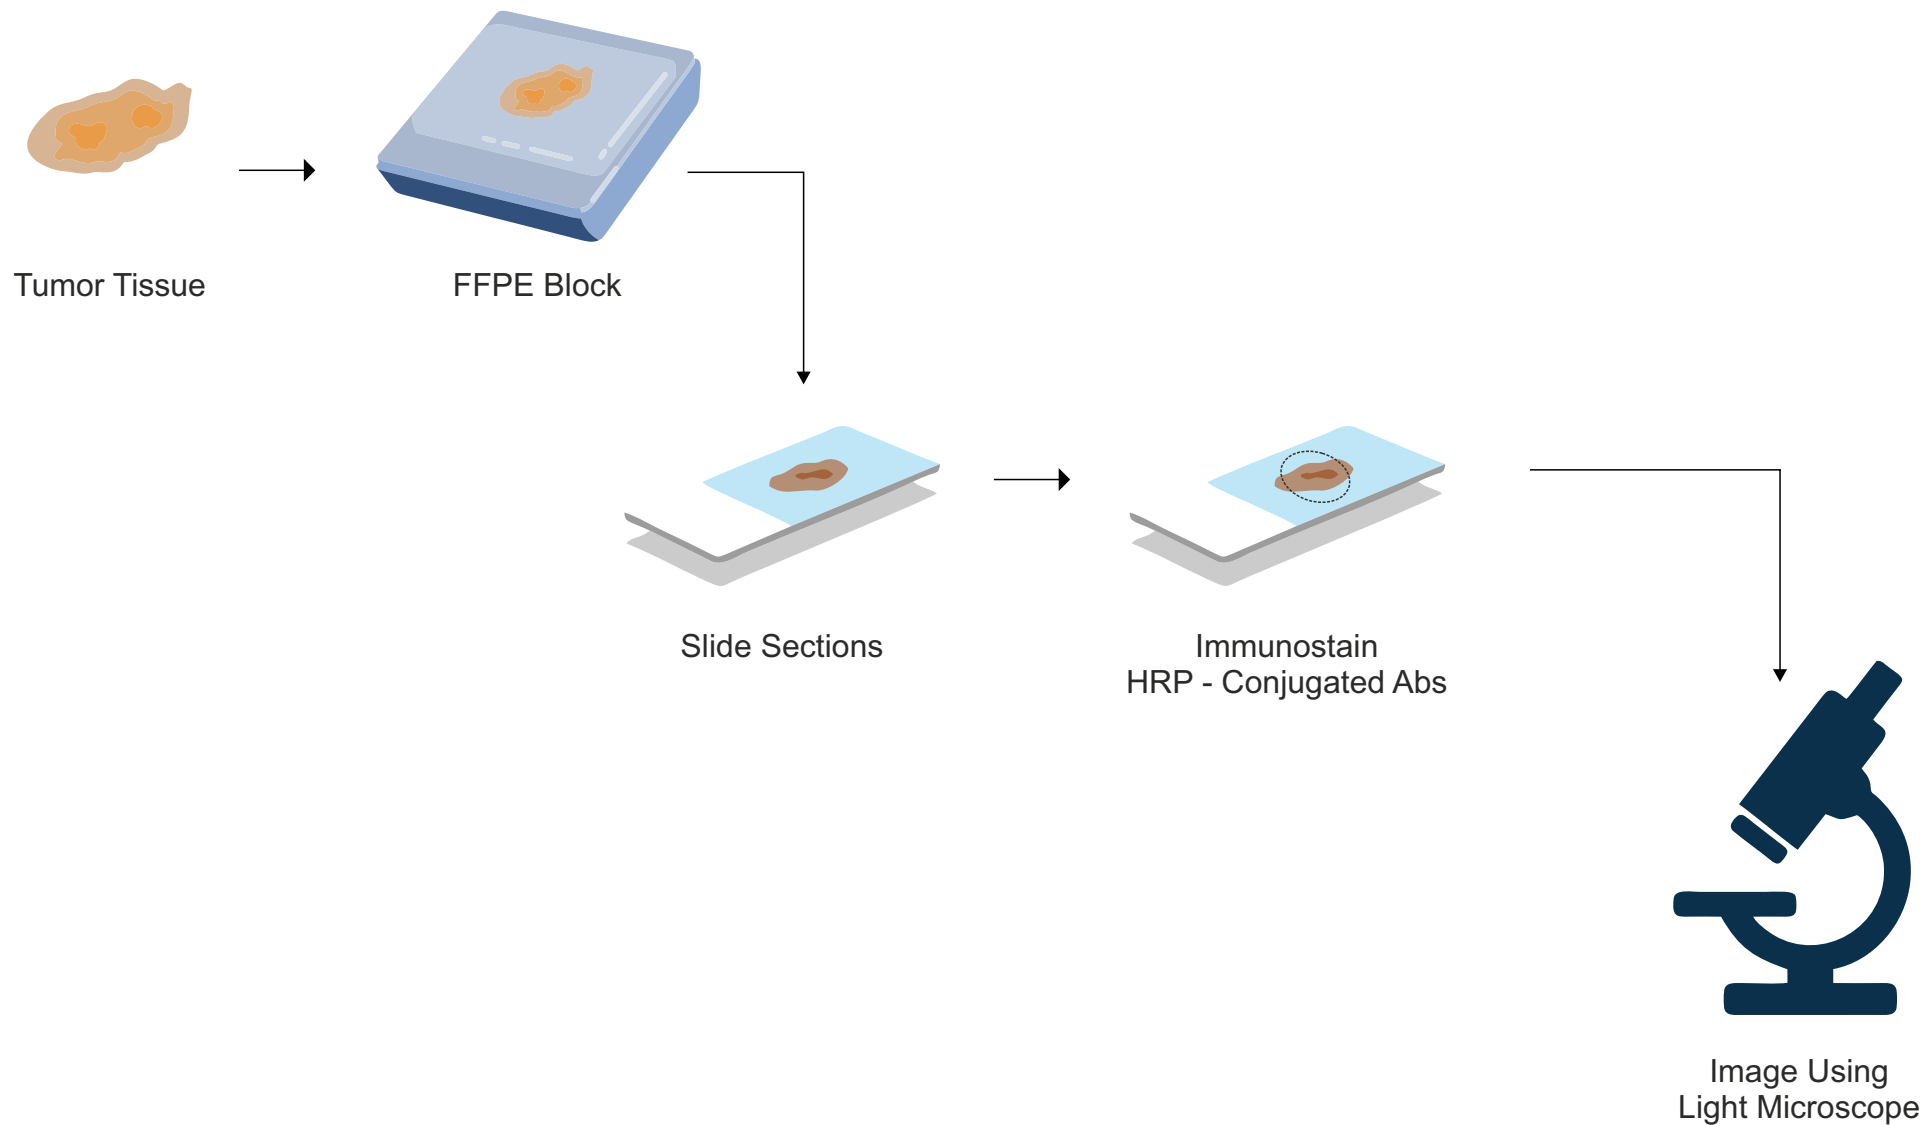 Tumor Tissue
FFPE Block
Slide Sections
Immunostain
HRP - Conjugated Abs
Image Using
Light Microscope